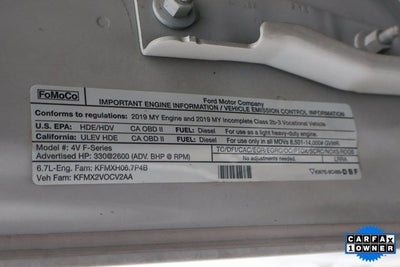 FoMoCo
Ford Motor Company
IMPORTANT ENGINE INFORMATION / VEHICLE EMISSION CONTROL INFORMATION
Conforms to regulations: 2019 MY Engine and 2019 MY Incomplete Class 2b-3 Vocational Vehicle
U.S. EPA: HDE/HDV CA OBD II FUEL: Diesel For use as a light heavy-duty engine.
California: ULEV HDE CA OBD II FUEL: Diesel For use in all MOV's 8,501-14,000# GVWR.
Model #: 4V F-Series
Advertised HP: 330@2600 (ADV. BHP @ RPM)
No adjustments needed.
6.7L-Eng. Fam: KFMXH06.7P4B
Veh Fam: KFMX2VOCV2AA
DBF
CARFAX
1OWNER